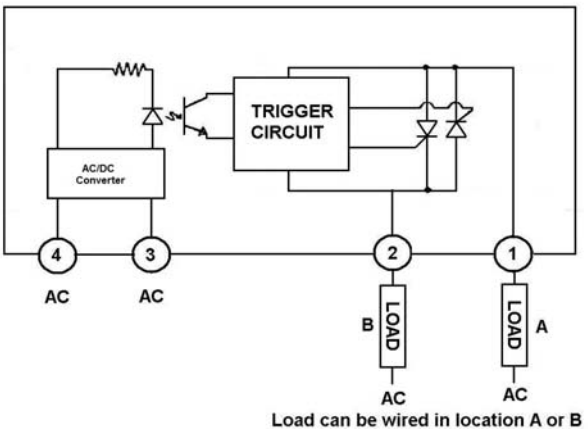 TRIGGER
CIRCUIT
AC/DC
Converter
4
3
2
1
AC
AC
B
LOAD
LOAD
A
AC
AC
Load can be wired in location A or B